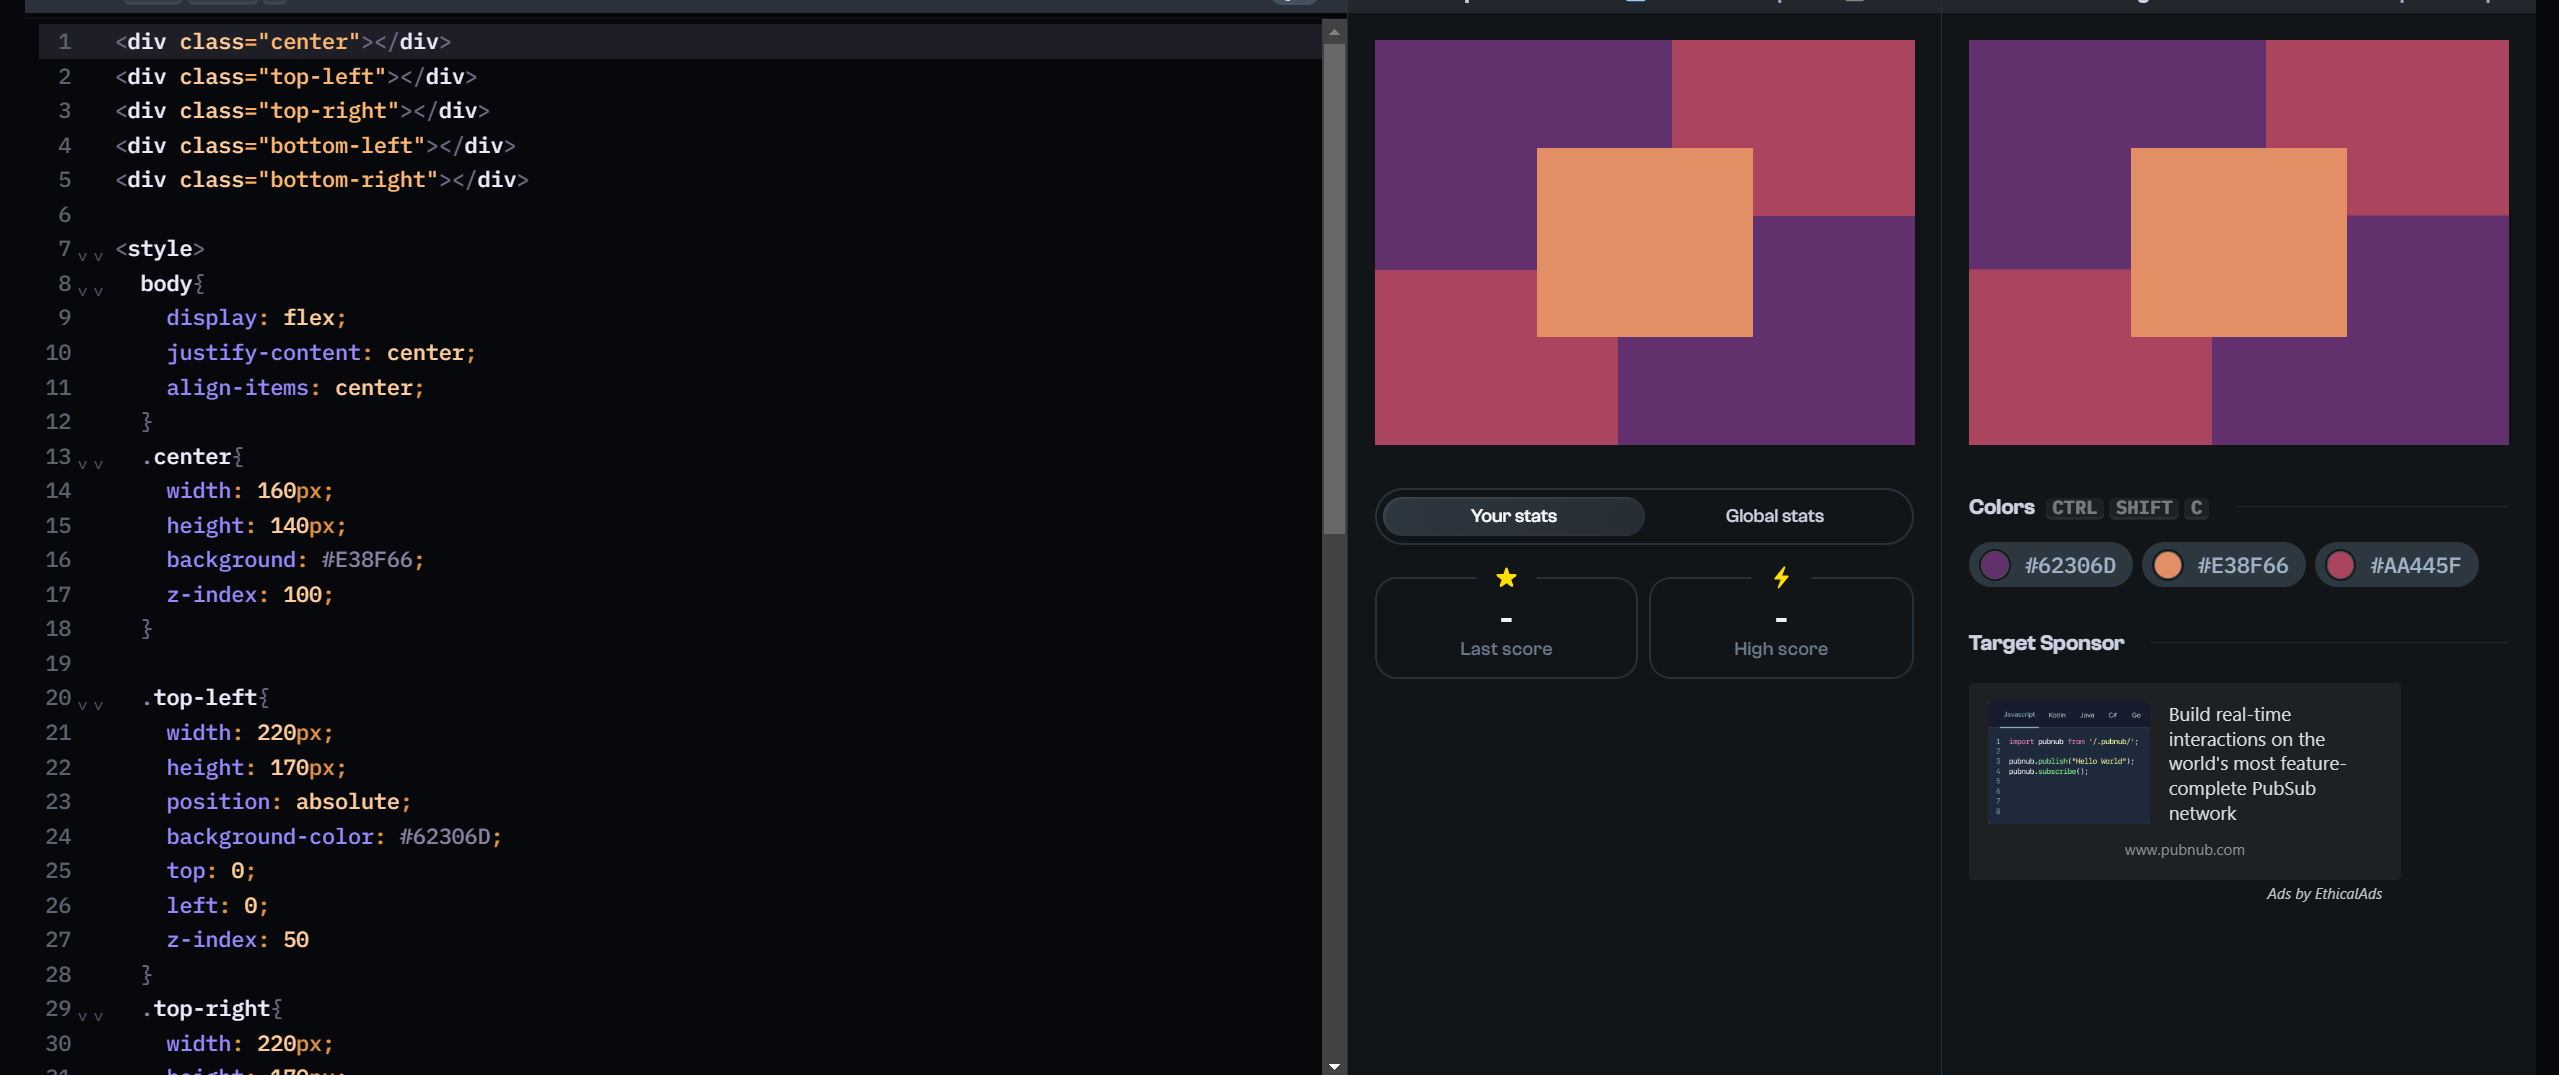 1 <div class="center"></div>
2 <div class="top-left"></div>
3 <div class="top-right"></div>
4 <div class="bottom-left"></div>
5 <div class="bottom-right"></div>
6
7 <style>
8 body{
9 display: flex;
10 justify-content: center;
11 align-items: center;
12 }
13 .center{
14 width: 160px;
15 height: 140px;
16 background: #E38F66;
17 z-index: 100;
18 }
19
20 .top-left{
21 width: 220px;
22 height: 170px;
23 position: absolute;
24 background-color: #62306D;
25 top: 0;
26 left: 0;
27 z-index: 50
28 }
29 .top-right{
30 width: 220px;
Your stats
Global stats
-
Last score
-
High score
Colors CTRL SHIFT C
#62306D
#E38F66
#AA445F
Target Sponsor
Javascript Kotlin Java C# Go
1 import pubnub from './.pubnub/';
2
3 pubnub.publish("Hello World");
4 pubnub.subscribe();
5
6
7
8
Build real-time
interactions on the
world's most feature-
complete PubSub
network
www.pubnub.com
Ads by EthicalAds